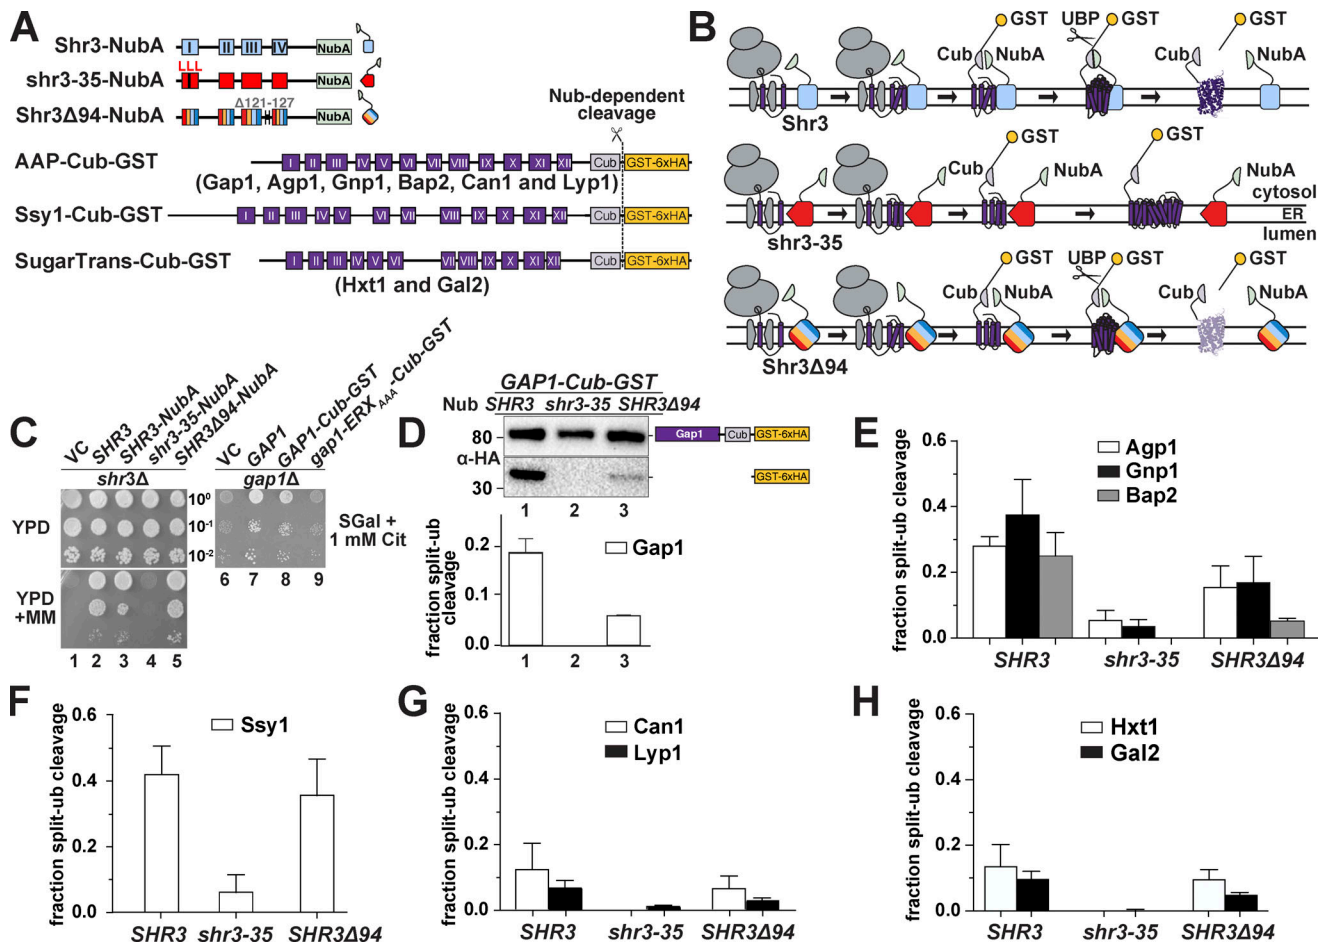 A
Shr3-NubA
I II III IV NubA
LLL
shr3-35-NubA
NubA
Δ121-127
Shr3Δ94-NubA
NubA
Nub-dependent
cleavage
AAP-Cub-GST
I II III IV V VI VII VIII IX X XI XII Cub GST-6xHA
(Gap1, Agp1, Gnp1, Bap2, Can1 and Lyp1)
Ssy1-Cub-GST
I II III IV V VI VII VIII IX X XI XII Cub GST-6xHA
SugarTrans-Cub-GST
I II III IV V VI VII VIII IX X XI XII Cub GST-6xHA
(Hxt1 and Gal2)
B
GST UBP GST GST
Cub NubA Cub NubA
Shr3
GST GST
Cub NubA NubA
cytosol
ER
lumen
shr3-35
GST UBP GST GST
Cub NubA Cub NubA
Shr3Δ94
C
VC SHR3 SHR3-NubA shr3-35-NubA SHR3Δ94-NubA
shr3Δ
VC GAP1 GAP1-Cub-GST gap1-ERXAAA-Cub-GST
gap1Δ
YPD
10⁰
10⁻¹
10⁻²
SGal +
1 mM Cit
6 7 8 9
YPD
+MM
1 2 3 4 5
D
GAP1-Cub-GST
Nub SHR3 shr3-35 SHR3Δ94
80
α-HA
30
Gap1 Cub GST-6xHA
GST-6xHA
1 2 3
fraction split-ub
cleavage
0.2
0.1
0.0
Gap1
1 2 3
E
fraction split-ub cleavage
0.6
0.4
0.2
0.0
Agp1
Gnp1
Bap2
SHR3 shr3-35 SHR3Δ94
F
fraction split-ub cleavage
0.6
0.4
0.2
0.0
Ssy1
SHR3 shr3-35 SHR3Δ94
G
fraction split-ub cleavage
0.6
0.4
0.2
0.0
Can1
Lyp1
SHR3 shr3-35 SHR3Δ94
H
fraction split-ub cleavage
0.6
0.4
0.2
0.0
Hxt1
Gal2
SHR3 shr3-35 SHR3Δ94